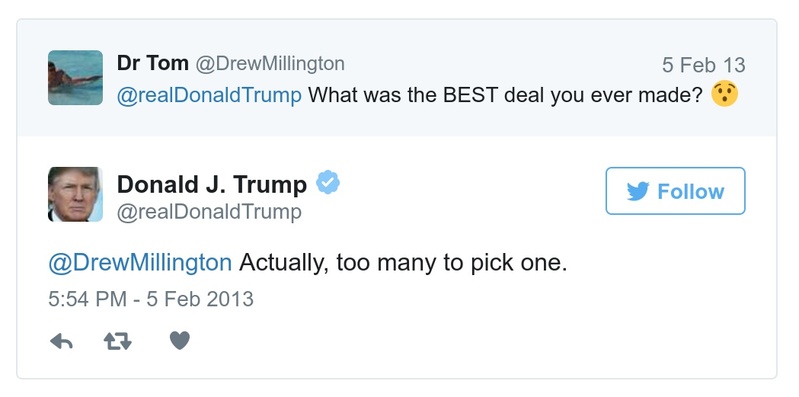 Dr Tom @DrewMillington 5 Feb 13
@realDonaldTrump What was the BEST deal you ever made? 😯
Donald J. Trump
@realDonaldTrump
Follow
@DrewMillington Actually, too many to pick one.
5:54 PM - 5 Feb 2013